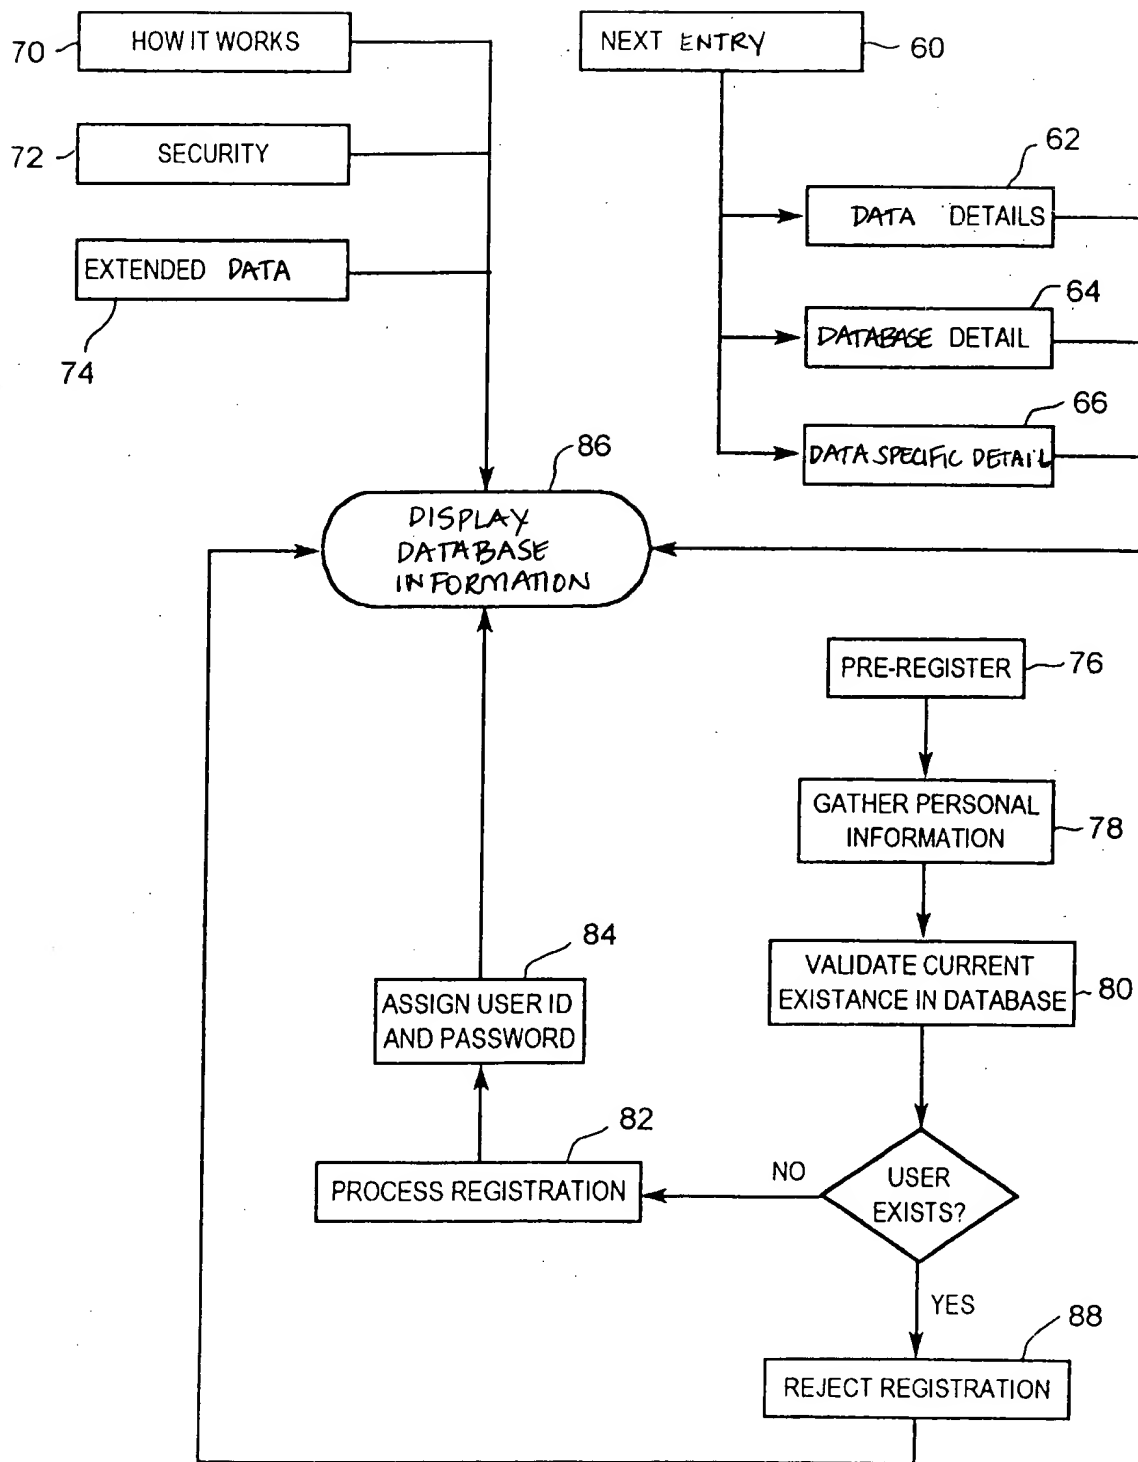 70
HOW IT WORKS
NEXT ENTRY
60
72
SECURITY
62
DATA DETAILS
EXTENDED DATA
74
64
DATABASE DETAIL
66
DATA SPECIFIC DETAIL
86
DISPLAY
DATABASE
INFORMATION
PRE-REGISTER
76
GATHER PERSONAL
INFORMATION
78
84
ASSIGN USER ID
AND PASSWORD
VALIDATE CURRENT
EXISTANCE IN DATABASE
80
82
PROCESS REGISTRATION
NO
USER
EXISTS?
YES
88
REJECT REGISTRATION